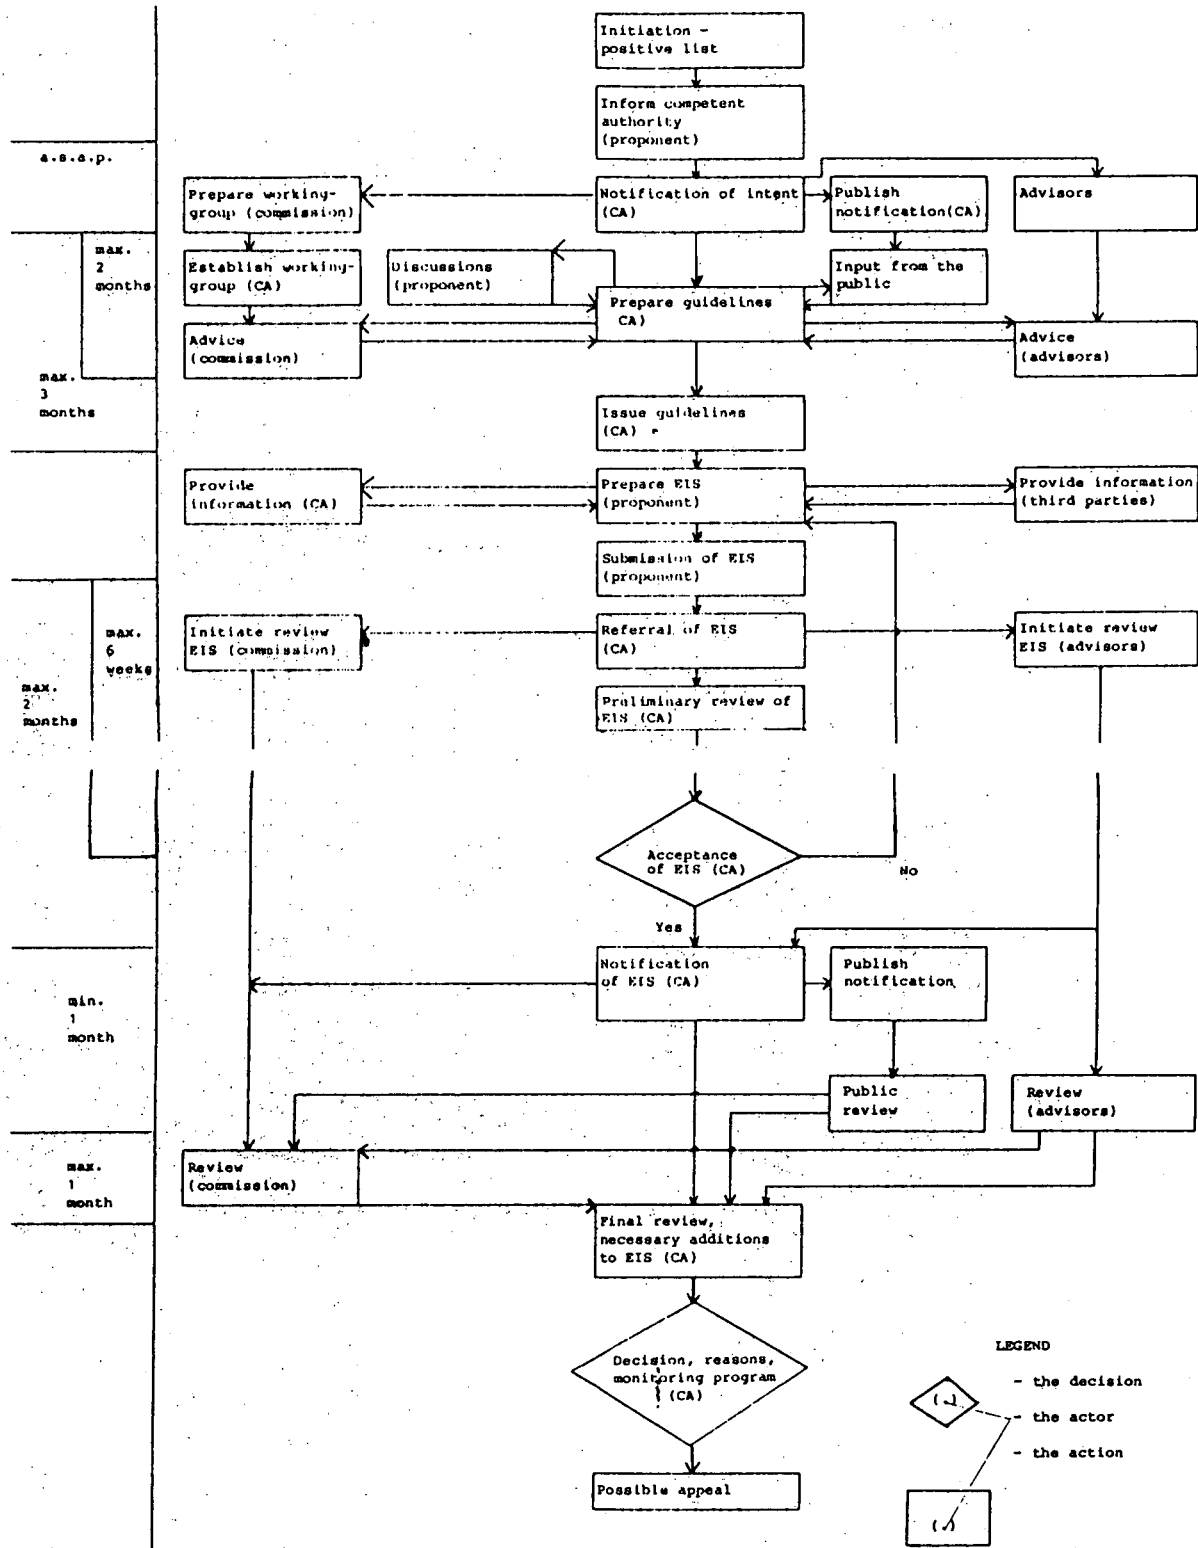 Initiation -
positive list
Inform competent
authority
(proponent)
a.s.a.p.
Prepare working-
group (commission)
Notification of intent
(CA)
Publish
notification(CA)
Advisors
max.
2
months
Establish working-
group (CA)
Discussions
(proponent)
Prepare guidelines
CA)
Input from the
public
Advice
(commission)
Advice
(advisors)
max.
3
months
Issue guidelines
(CA)
Provide
information (CA)
Prepare EIS
(proponent)
Provide information
(third parties)
Submission of EIS
(proponent)
max.
6
weeks
Initiate review
EIS (commission)
Referral of EIS
(CA)
Initiate review
EIS (advisors)
max.
2
months
Preliminary review of
EIS (CA)
Acceptance
of EIS (CA)
No
Yes
Notification
of EIS (CA)
Publish
notification
min.
1
month
Public
review
Review
(advisors)
max.
1
month
Review
(commission)
Final review,
necessary additions
to EIS (CA)
Decision, reasons,
monitoring program
(CA)
Possible appeal
LEGEND
- the decision
- the actor
- the action